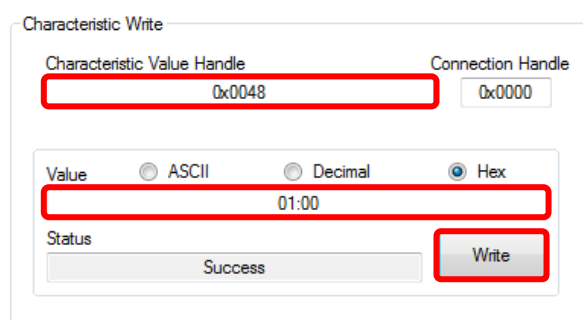 Characteristic Write
Characteristic Value Handle Connection Handle
0x0048 0x0000
Value ASCII Decimal Hex
01:00
Status
Success Write